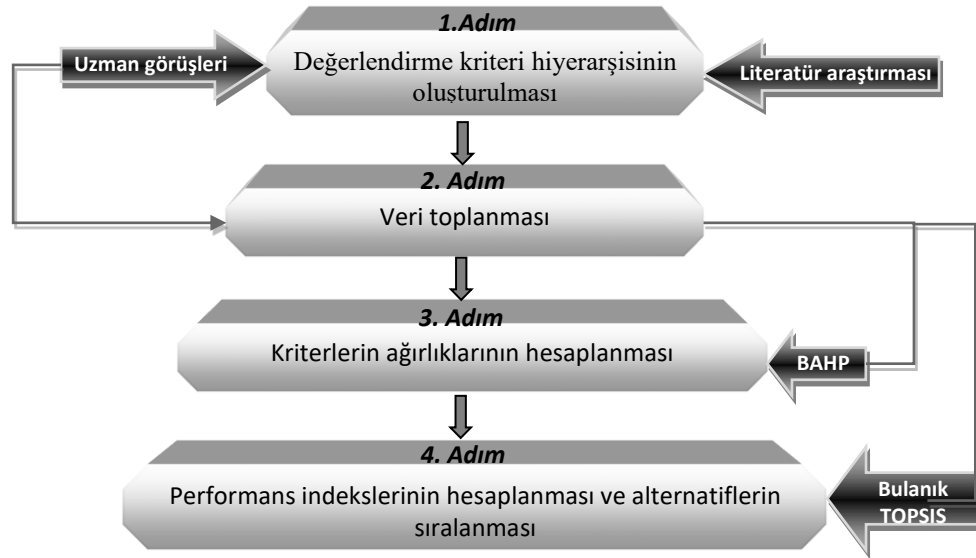 1.Adım
Uzman görüşleri
Değerlendirme kriteri hiyerarşisinin
oluşturulması
Literatür araştırması
2. Adım
Veri toplanması
3. Adım
Kriterlerin ağırlıklarının hesaplanması
BAHP
4. Adım
Performans indekslerinin hesaplanması ve alternatiflerin
sıralanması
Bulanık
TOPSIS